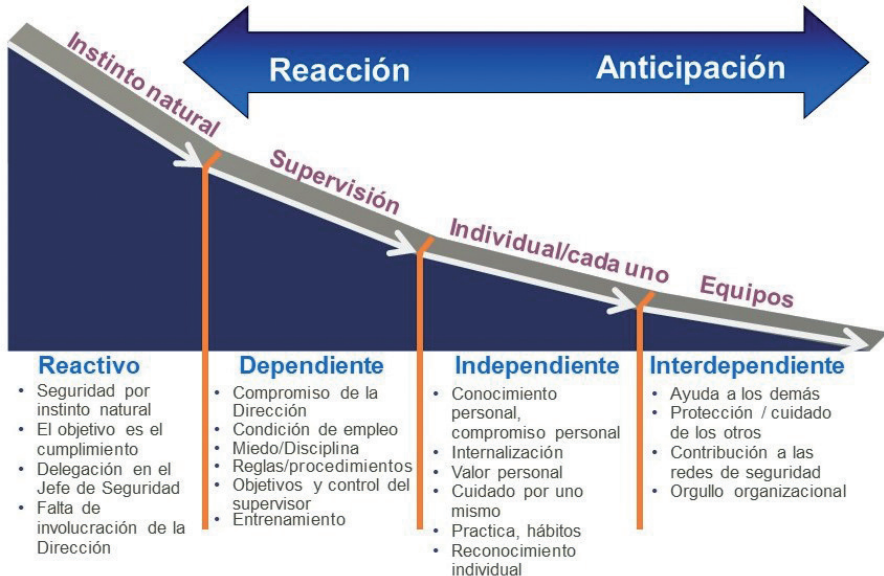 Reacción
Anticipación
Instinto natural
Supervisión
Individual/cada uno
Equipos
Reactivo
• Seguridad por
instinto natural
• El objetivo es el
cumplimiento
• Delegación en el
Jefe de Seguridad
• Falta de
involucración de la
Dirección
Dependiente
• Compromiso de la
Dirección
• Condición de empleo
• Miedo/Disciplina
• Reglas/procedimientos
• Objetivos y control del
supervisor
• Entrenamiento
Independiente
• Conocimiento
personal,
compromiso personal
• Internalización
• Valor personal
• Cuidado por uno
mismo
• Practica, hábitos
• Reconocimiento
individual
Interdependiente
• Ayuda a los demás
• Protección / cuidado
de los otros
• Contribución a las
redes de seguridad
• Orgullo organizacional